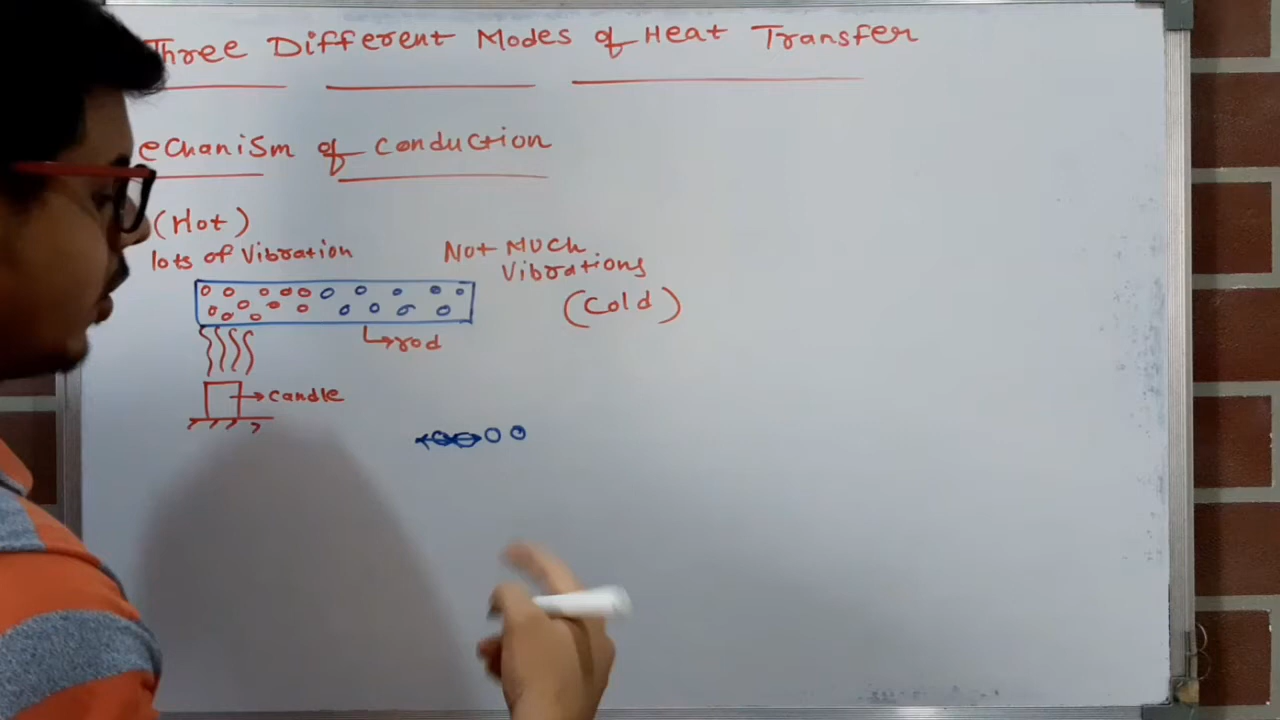 Three Different Modes of Heat Transfer
echanism of conduction
(Hot)
lots of Vibration
Not Much
Vibrations
(Cold)
rod
candle